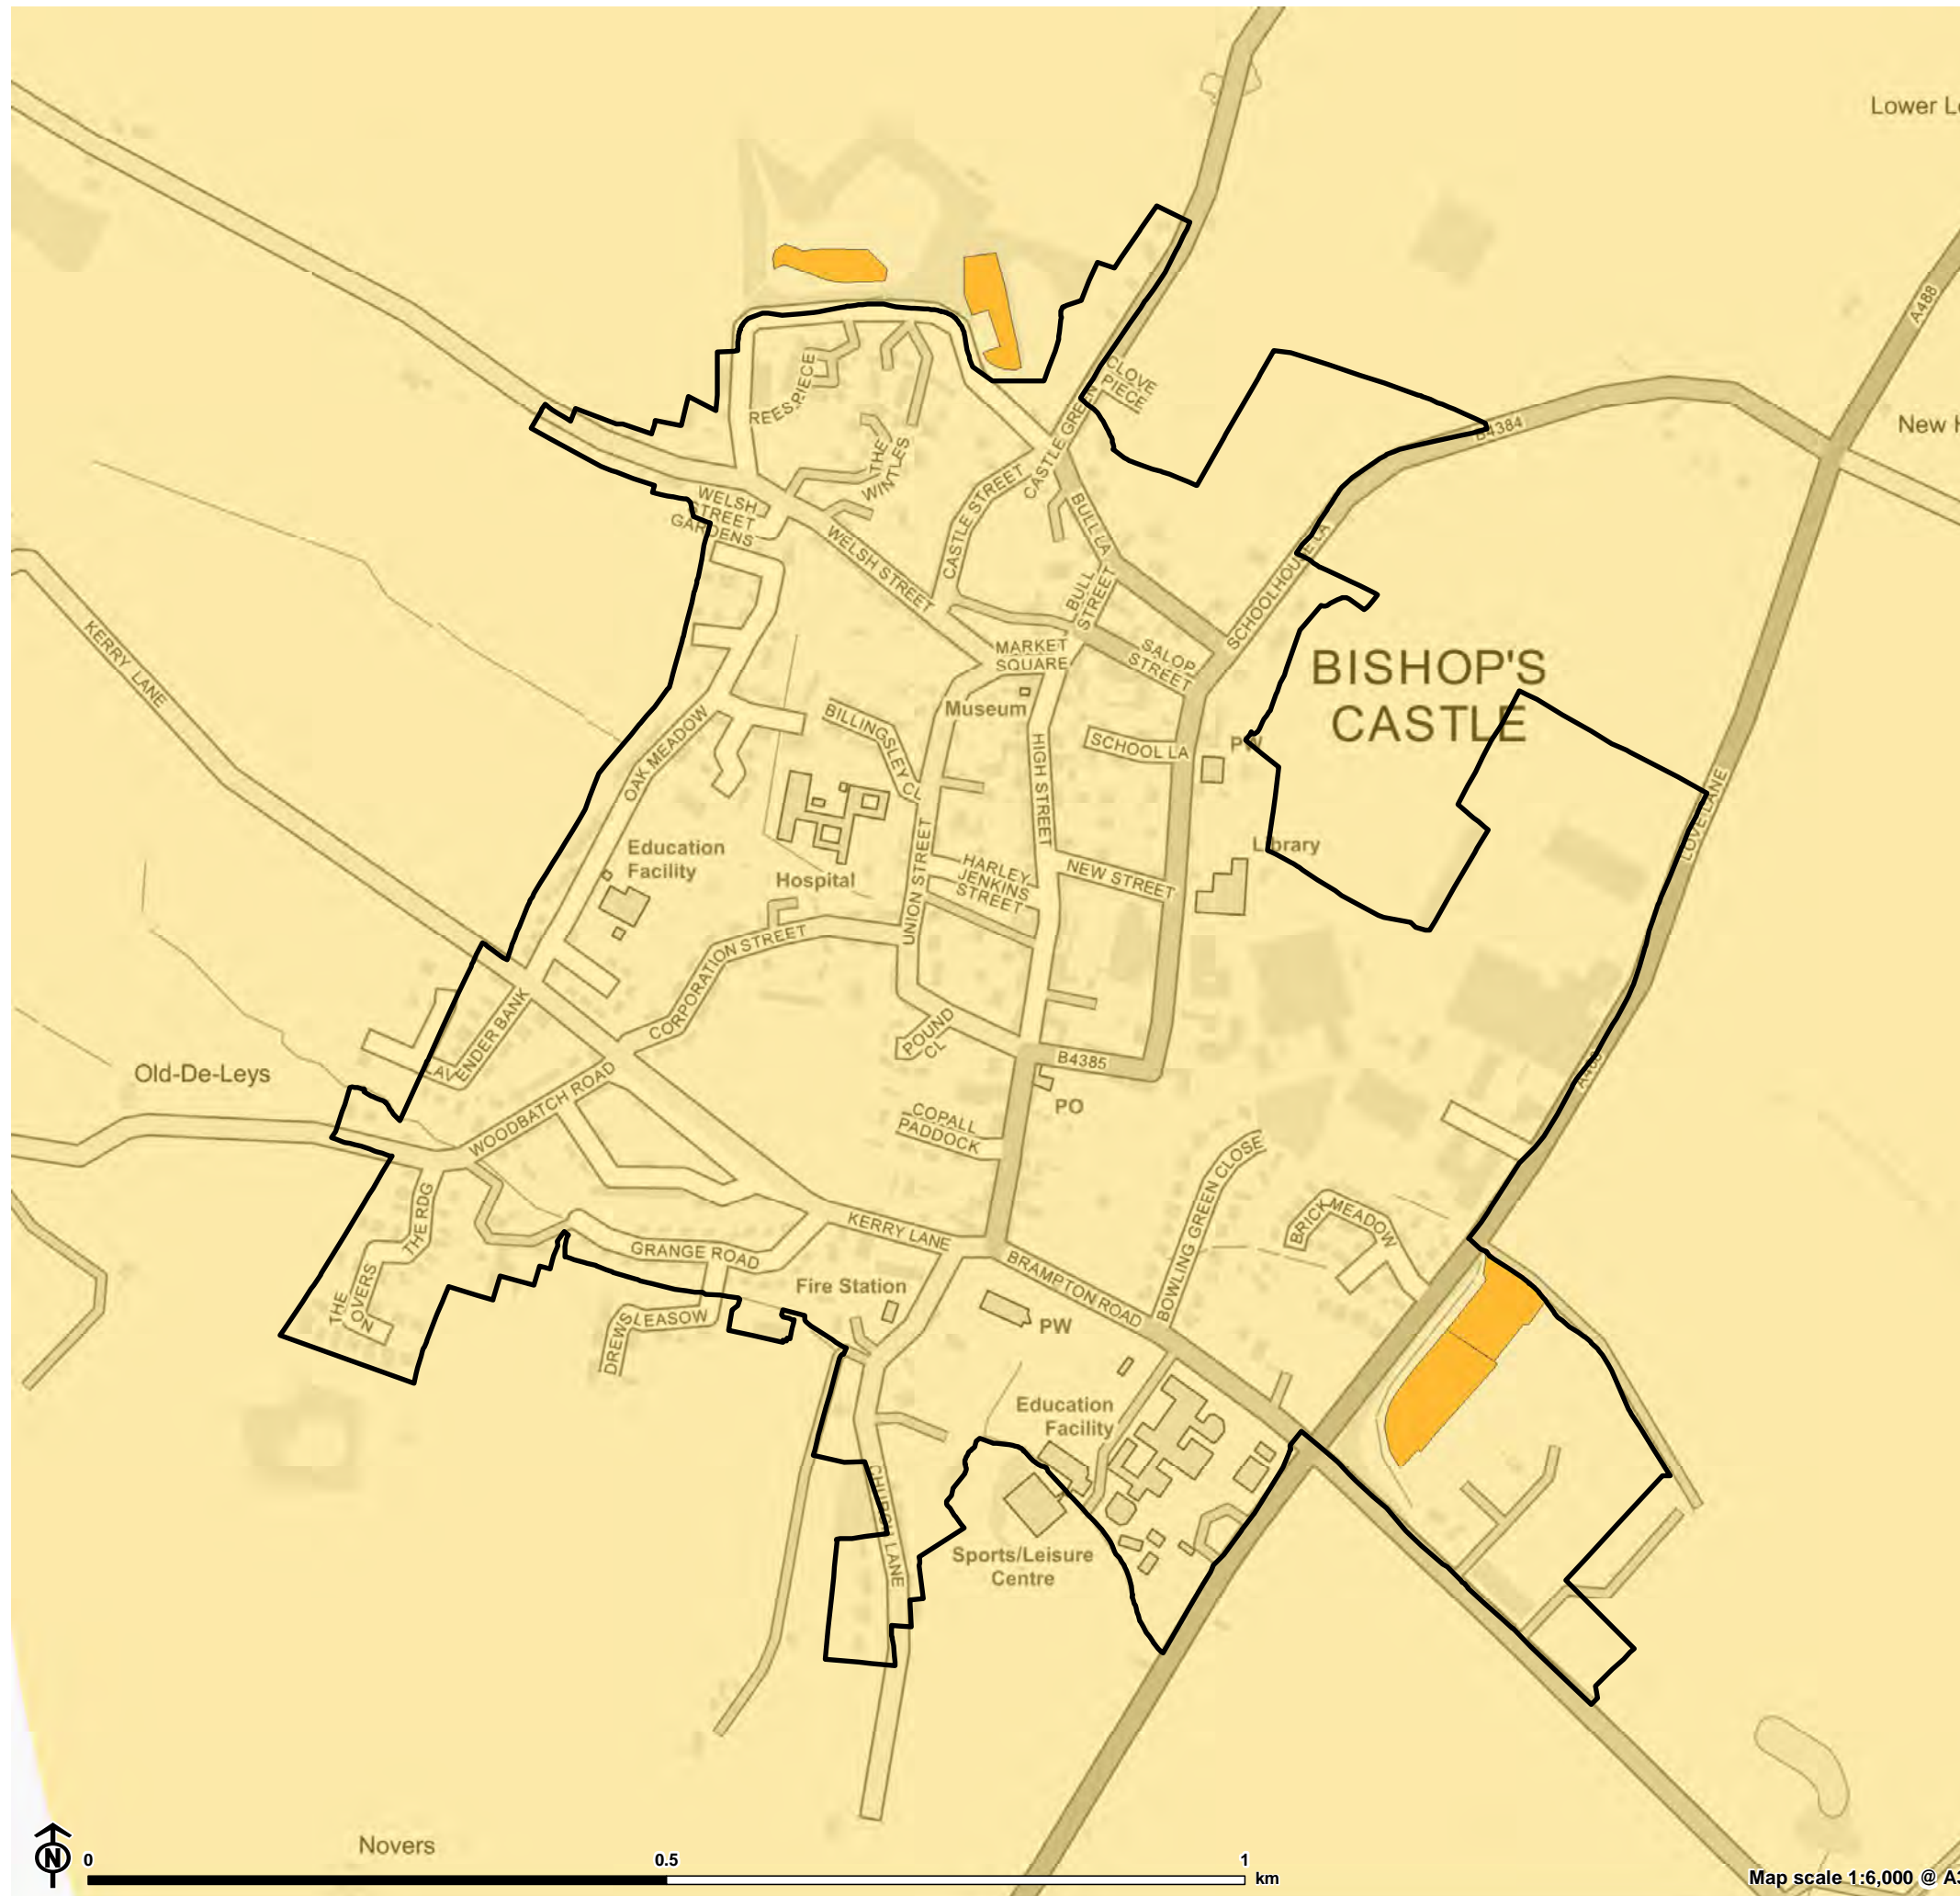 Lower L
A488
CLOVE
PIECE
REES PIECE
CASTLE GREEN
B4384
New H
THE
WINTLES
WELSH
STREET
GARDENS
CASTLE STREET
BULL LA
WELSH STREET
SCHOOLHOUSE LA
BULL
STREET
KERRY LANE
MARKET
SQUARE
SALOP
STREET
BISHOP'S
CASTLE
Museum
BILLINGSLEY CL
OAK MEADOW
HIGH STREET
SCHOOL LA
PW
LOVE LANE
Education
Facility
Library
UNION STREET
HARLEY
JENKINS
STREET
NEW STREET
Hospital
CORPORATION STREET
LAVENDER BANK
POUND
CL
B4385
Old-De-Leys
WOODBATCH ROAD
PO
COPALL
PADDOCK
BOWLING GREEN CLOSE
BRICK MEADOW
THE RDG
KERRY LANE
GRANGE ROAD
BRAMPTON ROAD
Fire Station
THE
NOVERS
DREWS LEASOW
PW
Education
Facility
CHURCH LANE
Sports/Leisure
Centre
Novers
N
0 0.5 1
km
Map scale 1:6,000 @ A3